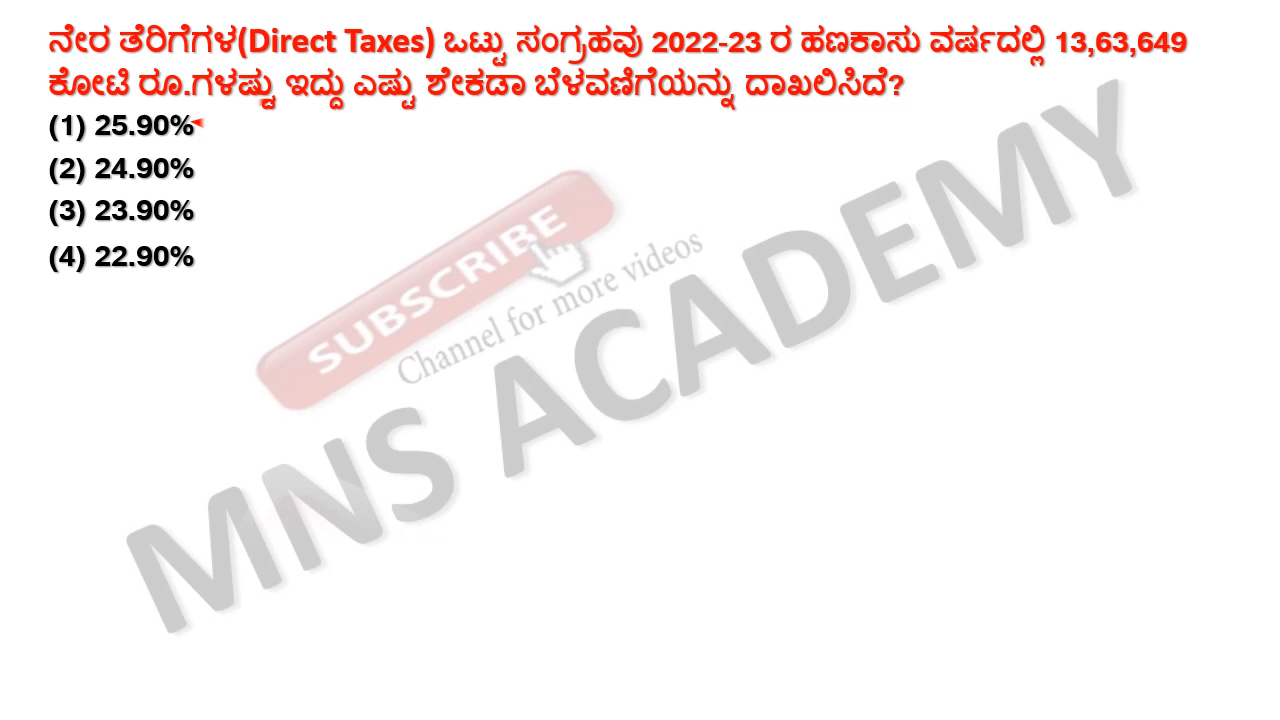 ನೇರ ತೆರಿಗೆಗಳ(Direct Taxes) ಒಟ್ಟು ಸಂಗ್ರಹವು 2022-23 ರ ಹಣಕಾಸು ವರ್ಷದಲ್ಲಿ 13,63,649
ಕೋಟಿ ರೂ.ಗಳಷ್ಟು ಇದ್ದು ಎಷ್ಟು ಶೇಕಡಾ ಬೆಳವಣಿಗೆಯನ್ನು ದಾಖಲಿಸಿದೆ?
(1) 25.90%
(2) 24.90%
(3) 23.90%
(4) 22.90%
SUBSCRIBE
Channel for more videos
MNS ACADEMY